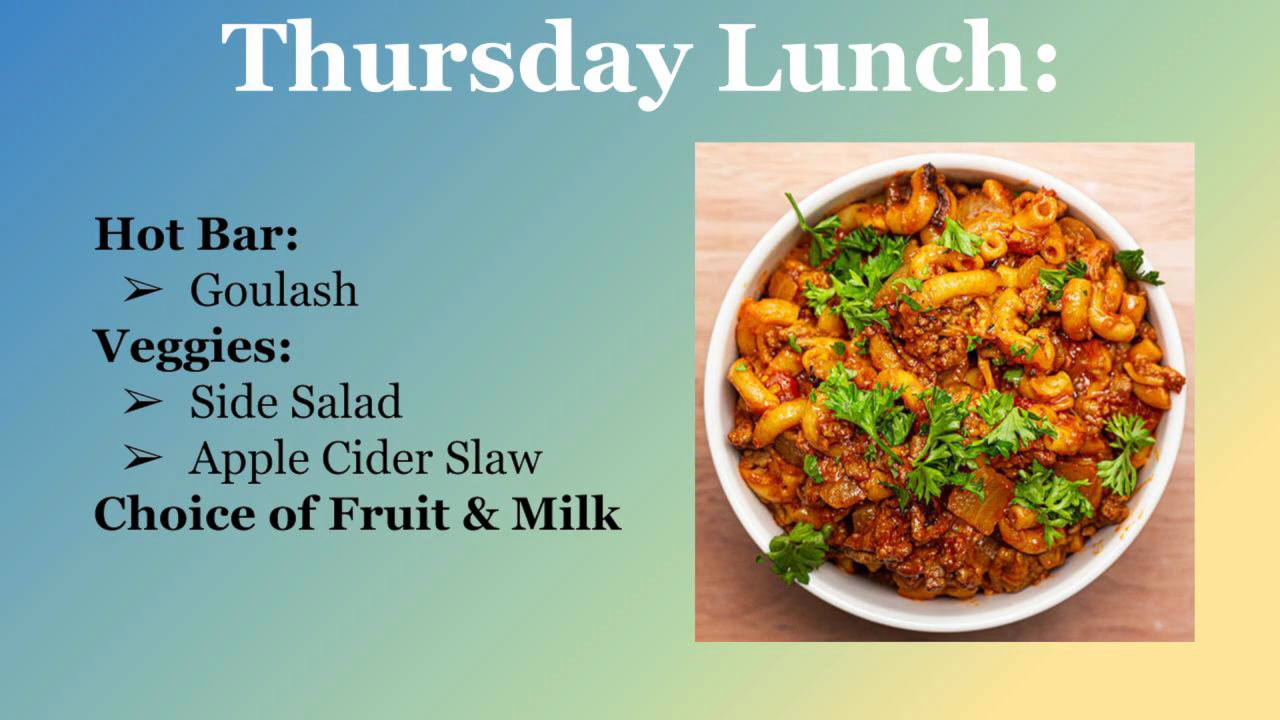 Thursday Lunch:
Hot Bar:
➢ Goulash
Veggies:
➢ Side Salad
➢ Apple Cider Slaw
Choice of Fruit & Milk